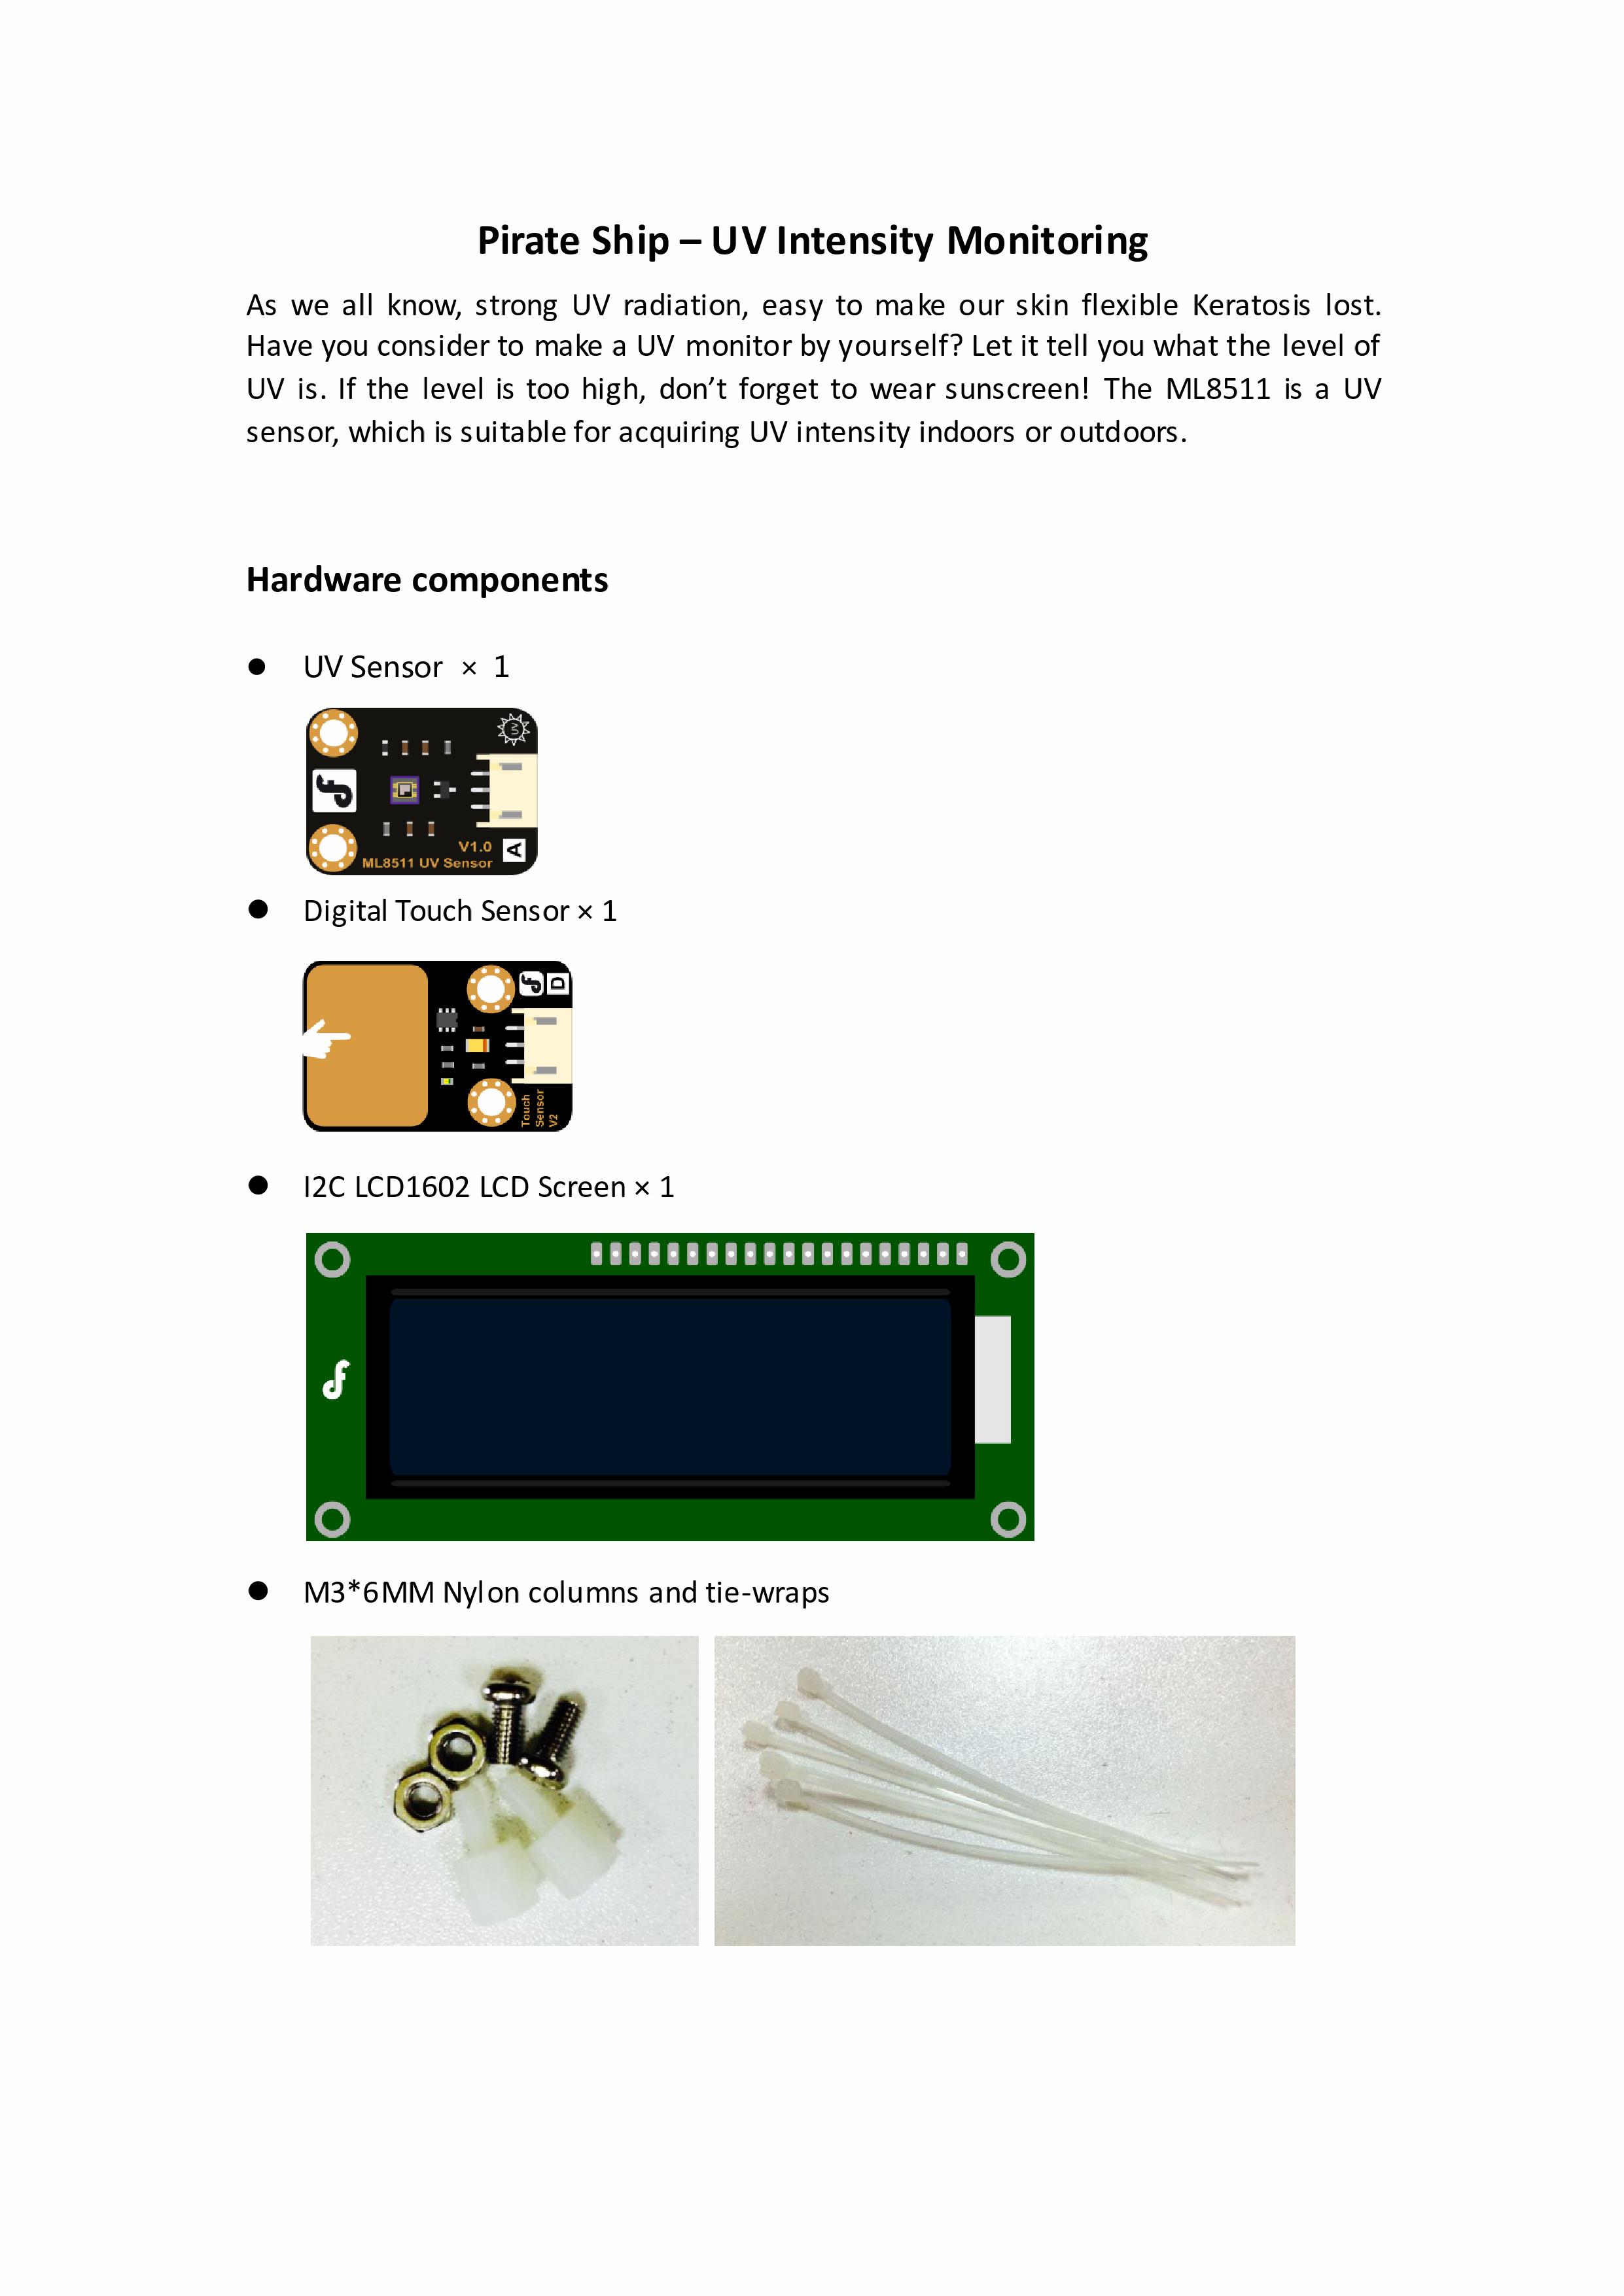 Pirate Ship – UV Intensity Monitoring
As we all know, strong UV radiation, easy to make our skin flexible Keratosis lost.
Have you consider to make a UV monitor by yourself? Let it tell you what the level of
UV is. If the level is too high, don’t forget to wear sunscreen! The ML8511 is a UV
sensor, which is suitable for acquiring UV intensity indoors or outdoors.
Hardware components
● UV Sensor × 1
UV
V1.0
ML8511 UV Sensor
A
● Digital Touch Sensor × 1
D
Touch
Sensor
V2
● I2C LCD1602 LCD Screen × 1
● M3*6MM Nylon columns and tie-wraps